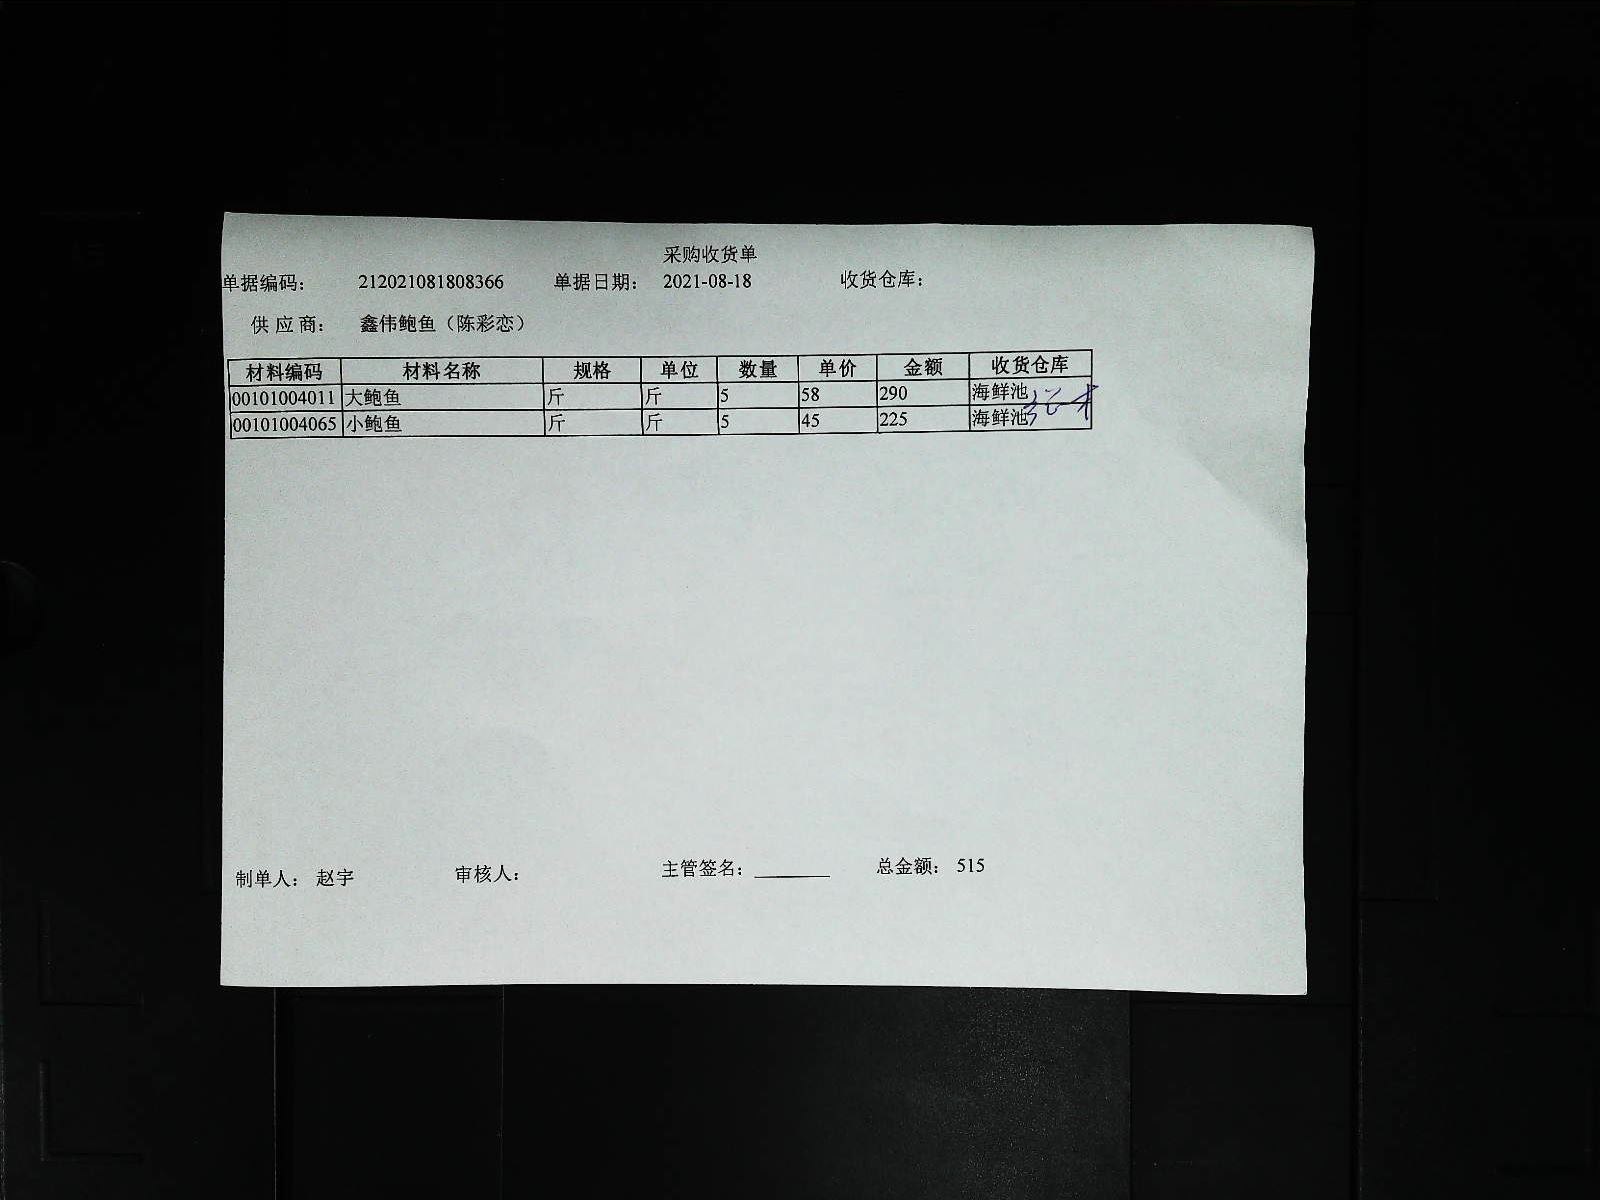 采购收货单
单据编码： 212021081808366 单据日期： 2021-08-18 收货仓库：
供应商： 鑫伟鲍鱼（陈彩恋）
材料编码 材料名称 规格 单位 数量 单价 金额 收货仓库
00101004011 大鲍鱼 斤 斤 5 58 290 海鲜池
00101004065 小鲍鱼 斤 斤 5 45 225 海鲜池
制单人： 赵宇 审核人： 主管签名： 总金额： 515